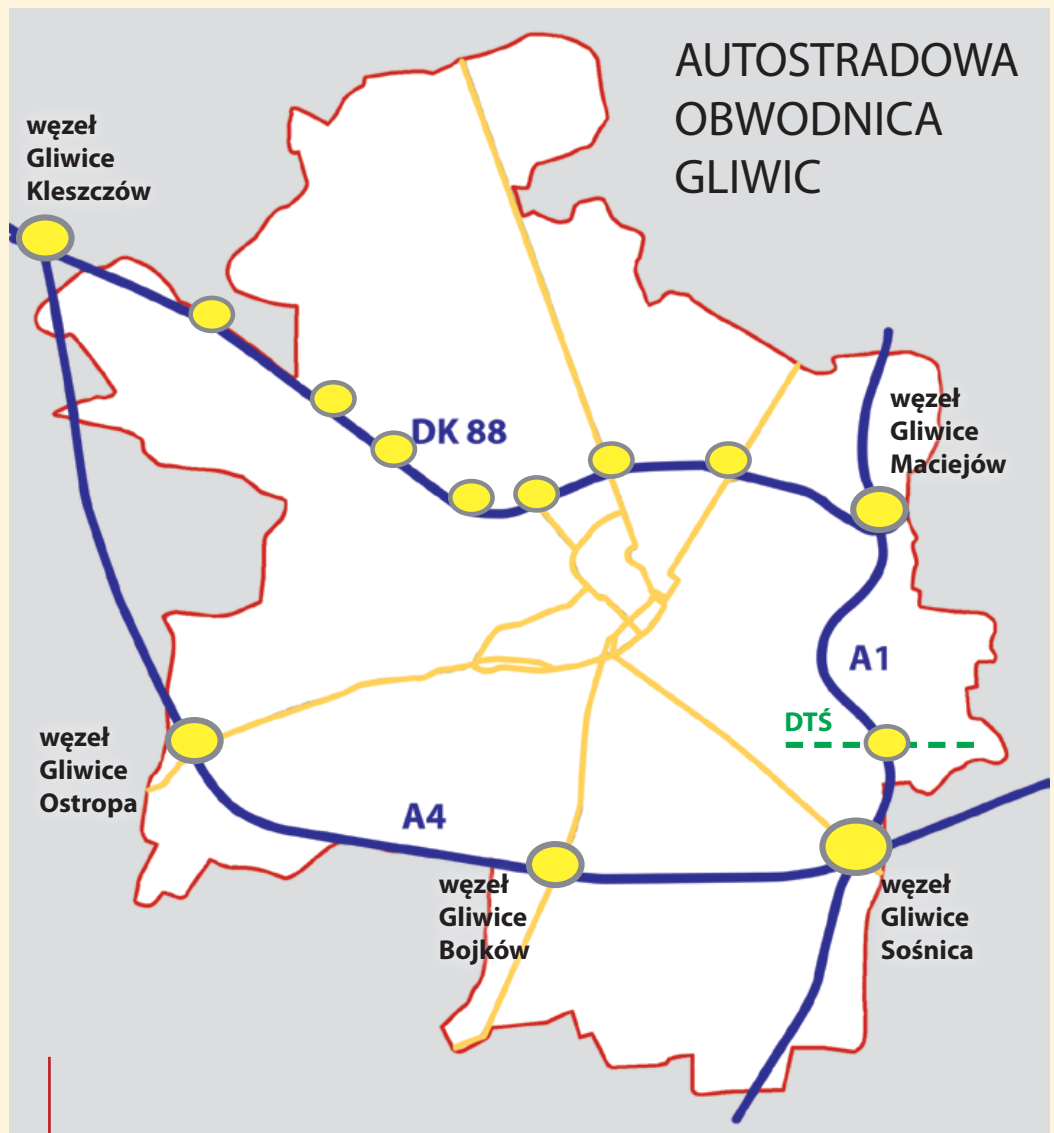 AUTOSTRADOWA
OBWODNICA
GLIWIC
węzeł
Gliwice
Kleszczów
węzeł
Gliwice
Maciejów
DK 88
A1
DTŚ
węzeł
Gliwice
Ostropa
A4
węzeł
Gliwice
Bojków
węzeł
Gliwice
Sośnica